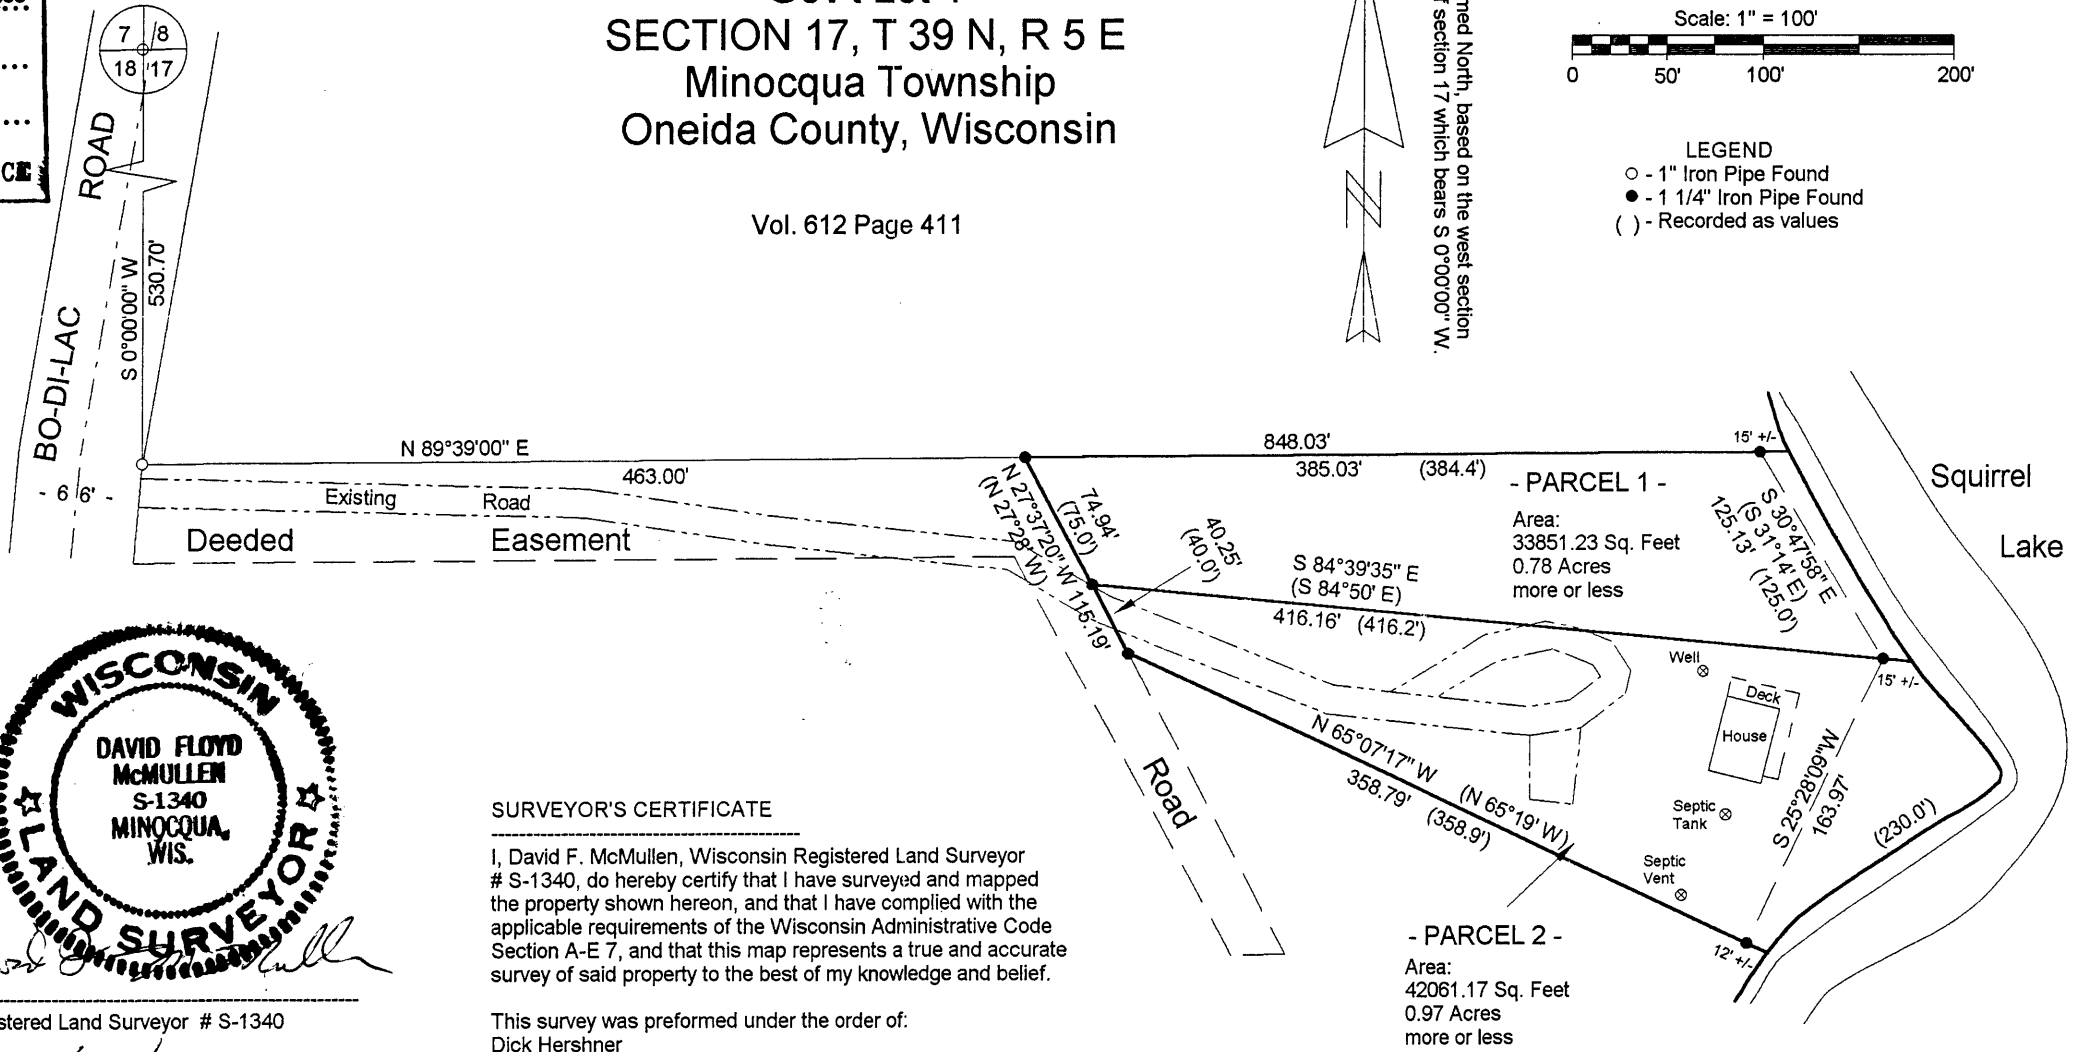 SECTION 17, T 39 N, R 5 E
Minocqua Township
Oneida County, Wisconsin
Vol. 612 Page 411
7 8
18 17
CE
ROAD
BO-DI-LAC
S 0°00'00" W
530.70'
- 66' -
med North, based on the west section
f section 17 which bears S 0°00'00" W.
N
Scale: 1" = 100'
0 50' 100' 200'
LEGEND
- 1" Iron Pipe Found
- 1 1/4" Iron Pipe Found
( ) - Recorded as values
N 89°39'00" E
463.00'
848.03'
385.03' (384.4')
15' +/-
Existing Road
Deeded Easement
N 27°37'20" W 115.19'
(N 27°28' W)
74.94'
(75.0')
40.25'
(40.0')
S 84°39'35" E
(S 84°50' E)
416.16' (416.2')
- PARCEL 1 -
Area:
33851.23 Sq. Feet
0.78 Acres
more or less
S 30°47'58" E
(S 31°14' E)
125.13' (125.0')
Squirrel
Lake
Well
15' +/-
Deck
House
Septic
Tank
Septic
Vent
S 25°28'09" W
163.97'
(230.0')
N 65°07'17" W (N 65°19' W)
358.79' (358.9')
12' +/-
Road
- PARCEL 2 -
Area:
42061.17 Sq. Feet
0.97 Acres
more or less
WISCONSIN
DAVID FLOYD
McMULLEN
S-1340
MINOCQUA,
WIS.
LAND SURVEYOR
stered Land Surveyor # S-1340
SURVEYOR'S CERTIFICATE
I, David F. McMullen, Wisconsin Registered Land Surveyor
# S-1340, do hereby certify that I have surveyed and mapped
the property shown hereon, and that I have complied with the
applicable requirements of the Wisconsin Administrative Code
Section A-E 7, and that this map represents a true and accurate
survey of said property to the best of my knowledge and belief.
This survey was preformed under the order of:
Dick Hershner